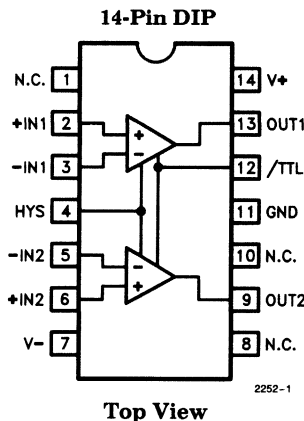 14-Pin DIP
N.C. 1 14 V+
+IN1 2 + 13 OUT1
−IN1 3 − 12 /TTL
HYS 4 11 GND
−IN2 5 − 10 N.C.
+IN2 6 + 9 OUT2
V− 7 8 N.C.
2252-1
Top View